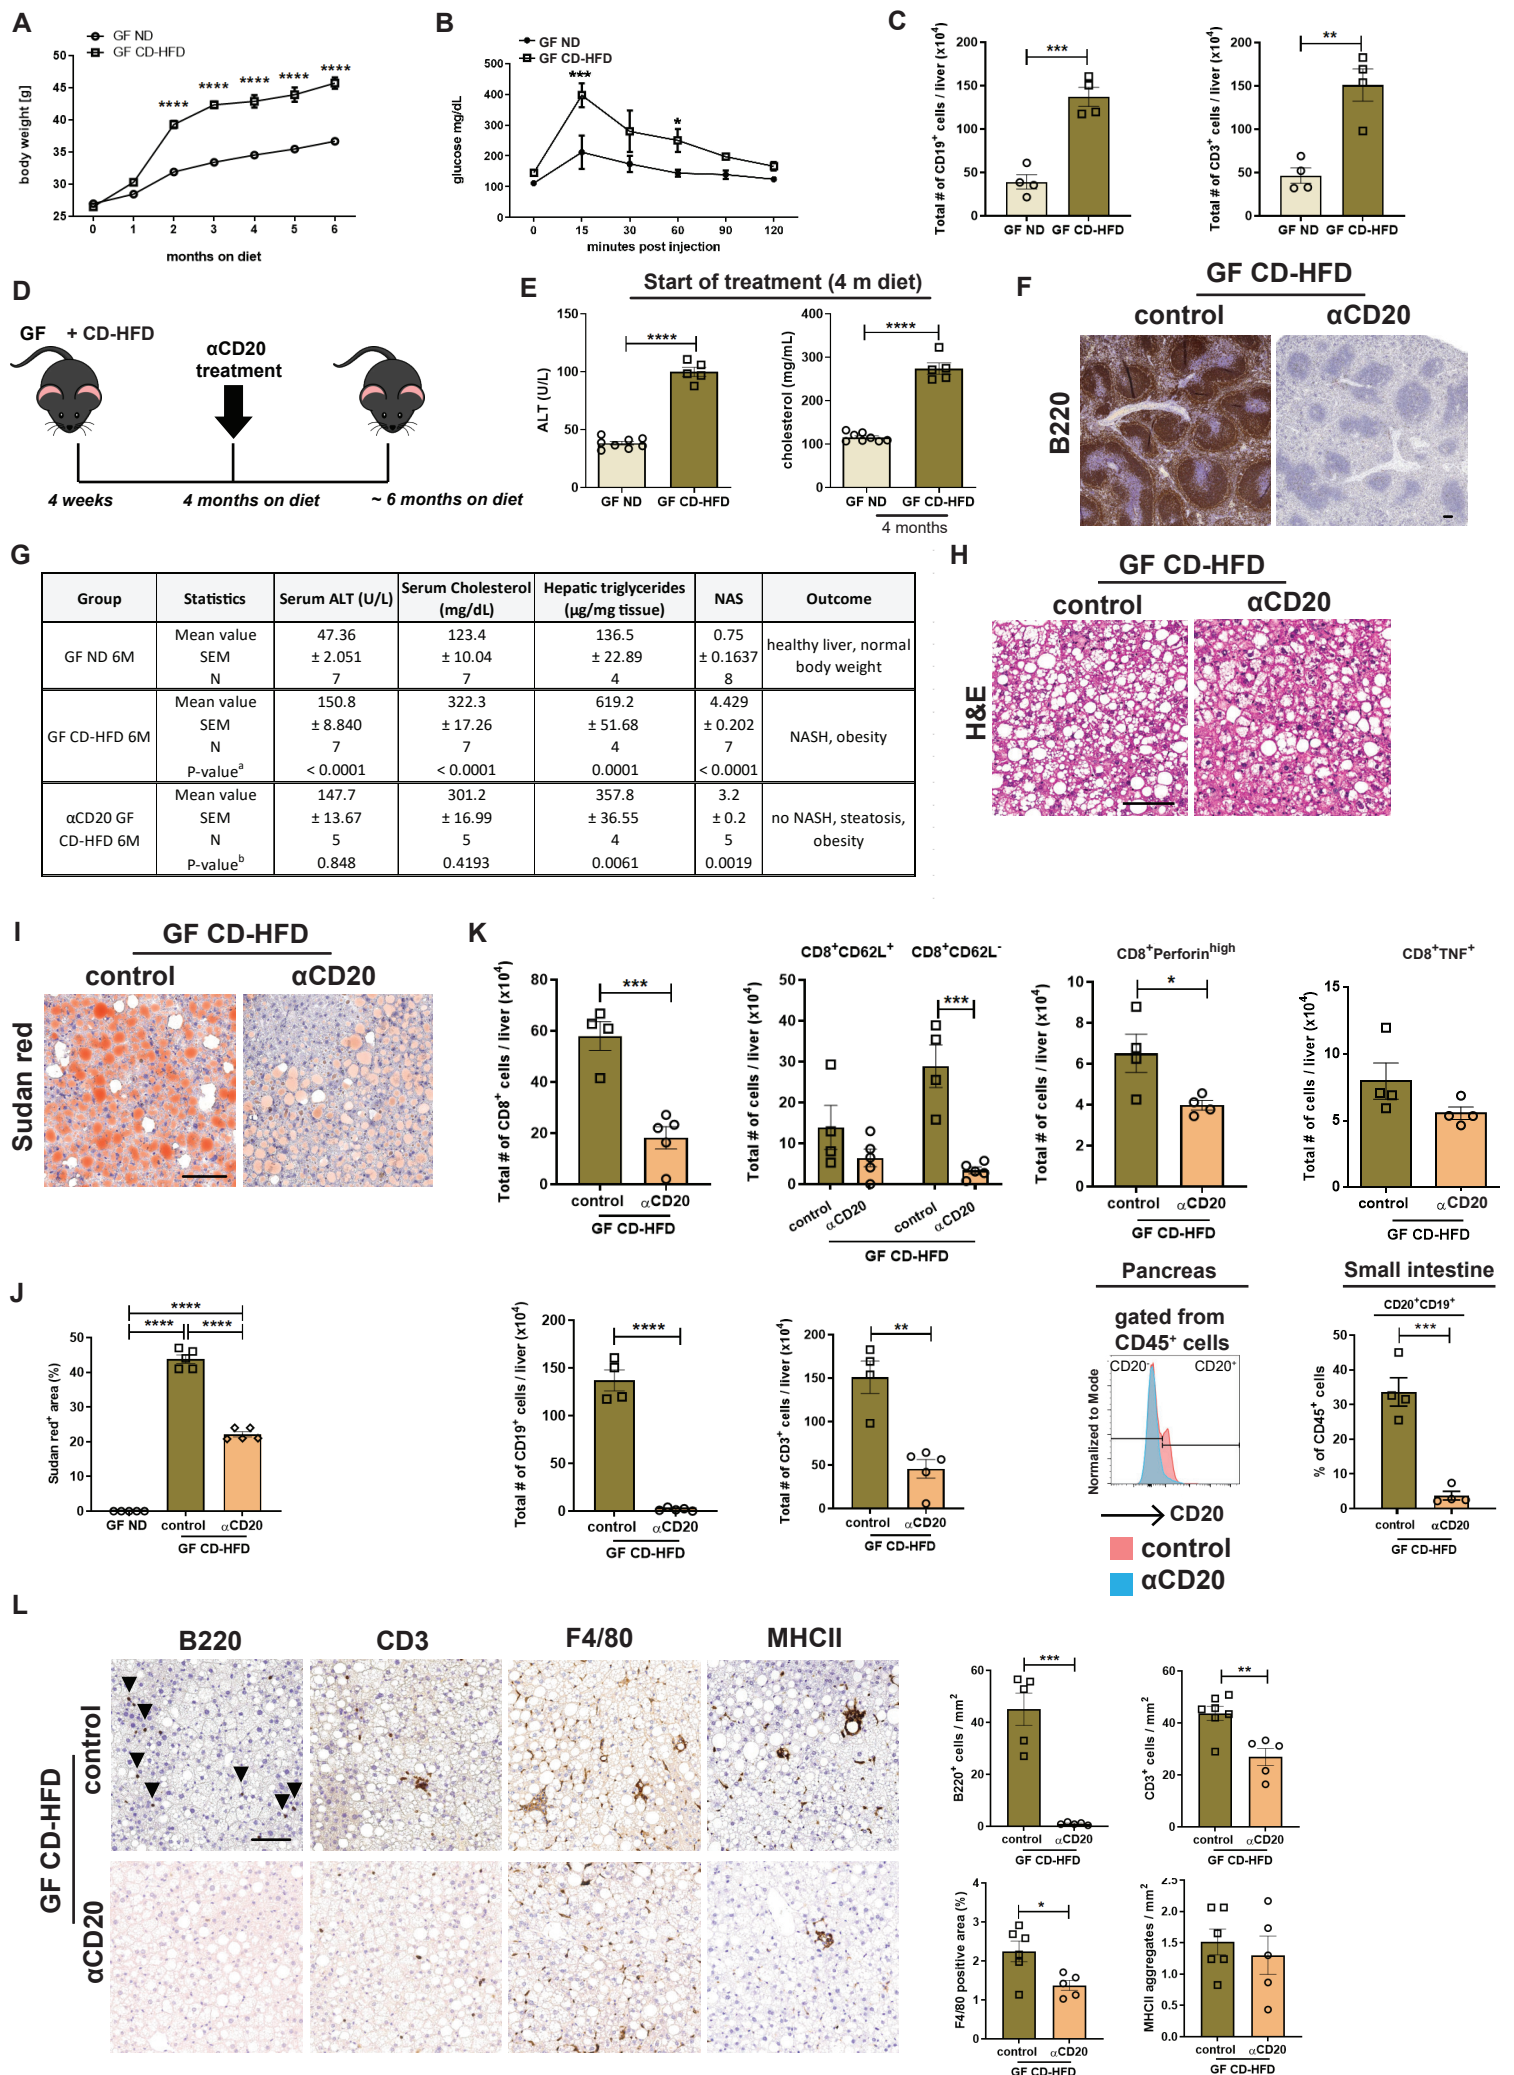 A
GF ND
GF CD-HFD
body weight [g]
50
45
40
35
30
25
**** **** **** **** ****
0 1 2 3 4 5 6
months on diet
B
GF ND
GF CD-HFD
glucose mg/dL
500
400
300
200
100
0
***
*
0 15 30 60 90 120
minutes post injection
C
Total # of CD19+ cells / liver (x10⁴)
200
150
100
50
0
***
GF ND GF CD-HFD
Total # of CD3+ cells / liver (x10⁴)
200
150
100
50
0
**
GF ND GF CD-HFD
D
GF + CD-HFD
αCD20
treatment
4 weeks 4 months on diet ~ 6 months on diet
E
Start of treatment (4 m diet)
ALT (U/L)
150
100
50
0
****
GF ND GF CD-HFD
cholesterol (mg/mL)
400
300
200
100
0
****
GF ND GF CD-HFD
4 months
F
GF CD-HFD
control αCD20
B220
G
Group Statistics Serum ALT (U/L) Serum Cholesterol (mg/dL) Hepatic triglycerides (µg/mg tissue) NAS Outcome
GF ND 6M
Mean value 47.36 123.4 136.5 0.75
SEM ± 2.051 ± 10.04 ± 22.89 ± 0.1637
N 7 7 4 8
healthy liver, normal body weight
GF CD-HFD 6M
Mean value 150.8 322.3 619.2 4.429
SEM ± 8.840 ± 17.26 ± 51.68 ± 0.202
N 7 7 4 7
P-valueᵃ < 0.0001 < 0.0001 0.0001 < 0.0001
NASH, obesity
αCD20 GF CD-HFD 6M
Mean value 147.7 301.2 357.8 3.2
SEM ± 13.67 ± 16.99 ± 36.55 ± 0.2
N 5 5 4 5
P-valueᵇ 0.848 0.4193 0.0061 0.0019
no NASH, steatosis, obesity
H
GF CD-HFD
control αCD20
H&E
I
GF CD-HFD
control αCD20
Sudan red
J
Sudan red+ area (%)
50
40
30
20
10
0
****
**** ****
GF ND control αCD20
GF CD-HFD
K
Total # of CD8+ cells / liver (x10⁴)
80
60
40
20
0
***
control αCD20
GF CD-HFD
CD8+CD62L+ CD8+CD62L-
Total # of cells / liver (x10⁴)
50
40
30
20
10
0
***
control αCD20 control αCD20
GF CD-HFD
CD8+Perforinʰⁱᵍʰ
Total # of cells / liver (x10⁴)
10
8
6
4
2
0
*
control αCD20
GF CD-HFD
CD8+TNF+
Total # of cells / liver (x10⁴)
15
10
5
0
control αCD20
GF CD-HFD
Total # of CD19+ cells / liver (x10⁴)
200
150
100
50
0
****
control αCD20
GF CD-HFD
Total # of CD3+ cells / liver (x10⁴)
200
150
100
50
0
**
control αCD20
GF CD-HFD
Pancreas
gated from
CD45+ cells
CD20- CD20+
Normalized to Mode
CD20
control
αCD20
Small intestine
CD20+CD19+
% of CD45+ cells
50
40
30
20
10
0
***
control αCD20
GF CD-HFD
L
B220 CD3 F4/80 MHCII
GF CD-HFD
control
αCD20
B220+ cells / mm²
60
40
20
0
***
control αCD20
GF CD-HFD
CD3+ cells / mm²
60
40
20
0
**
control αCD20
GF CD-HFD
F4/80 positive area (%)
4
3
2
1
0
*
control αCD20
GF CD-HFD
MHCII aggregates / mm²
2.5
2.0
1.5
1.0
0.5
0.0
control αCD20
GF CD-HFD